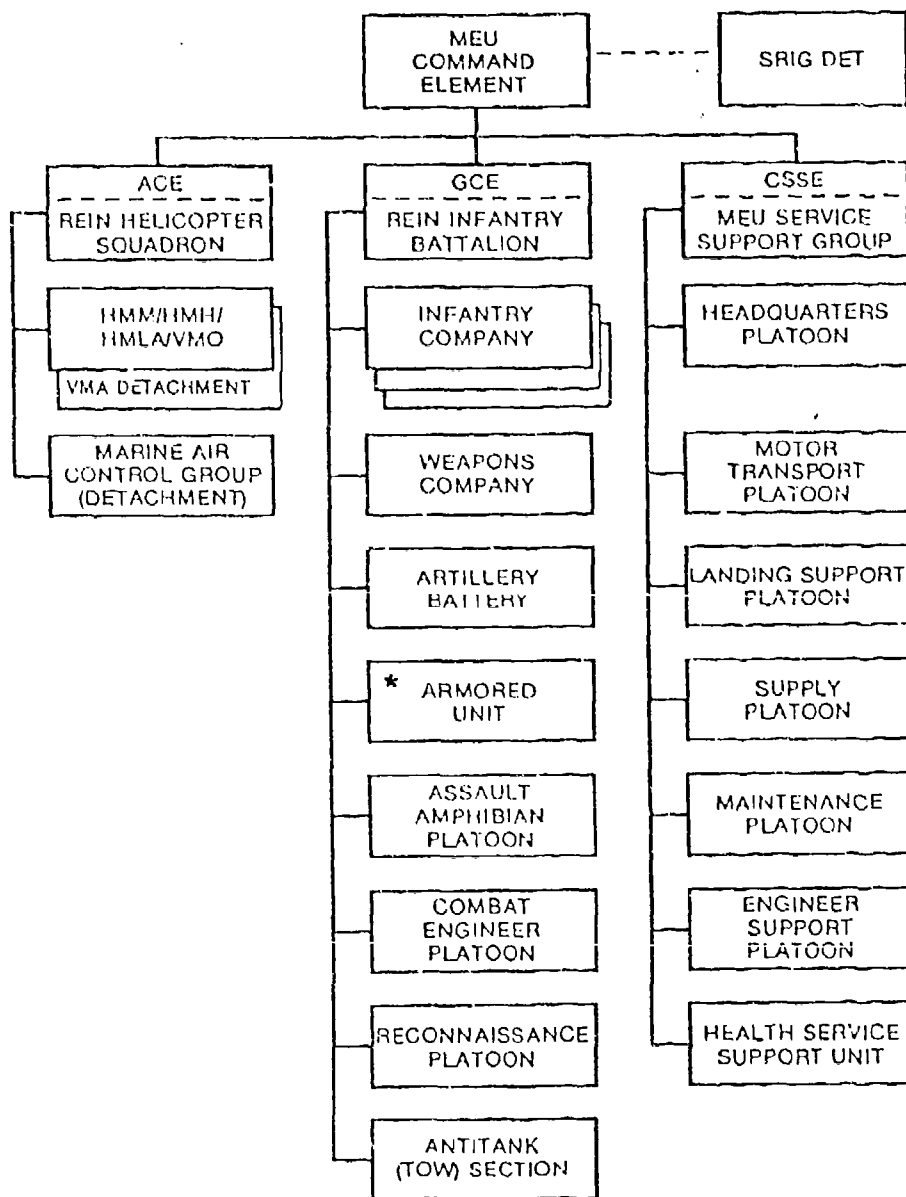 MEU
COMMAND
ELEMENT
SRIG DET
ACE
REIN HELICOPTER
SQUADRON
HMM/HMH/
HMLA/VMO
VMA DETACHMENT
MARINE AIR
CONTROL GROUP
(DETACHMENT)
GCE
REIN INFANTRY
BATTALION
INFANTRY
COMPANY
WEAPONS
COMPANY
ARTILLERY
BATTERY
* ARMORED
UNIT
ASSAULT
AMPHIBIAN
PLATOON
COMBAT
ENGINEER
PLATOON
RECONNAISSANCE
PLATOON
ANTITANK
(TOW) SECTION
CSSE
MEU SERVICE
SUPPORT GROUP
HEADQUARTERS
PLATOON
MOTOR
TRANSPORT
PLATOON
LANDING SUPPORT
PLATOON
SUPPLY
PLATOON
MAINTENANCE
PLATOON
ENGINEER
SUPPORT
PLATOON
HEALTH SERVICE
SUPPORT UNIT